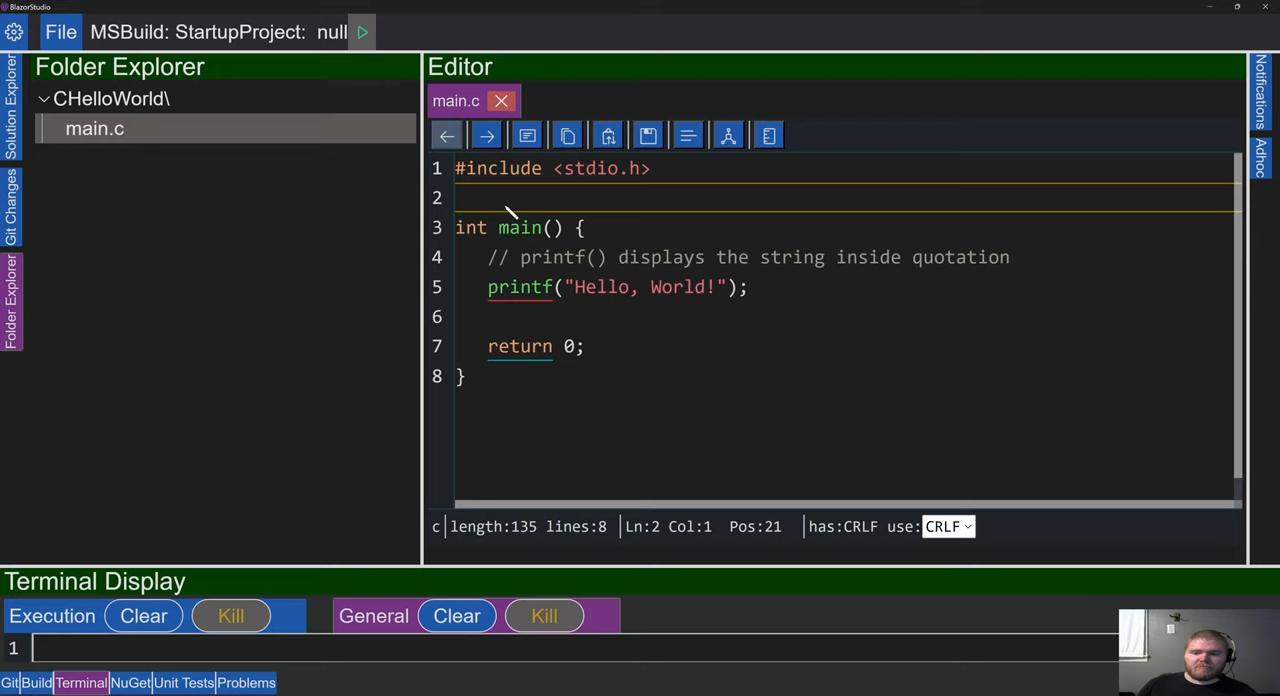 BlazorStudio
File MSBuild: StartupProject: null
Solution Explorer
Git Changes
Folder Explorer
Folder Explorer
CHelloWorld\
main.c
Editor
main.c
1 #include <stdio.h>
2
3 int main() {
4 // printf() displays the string inside quotation
5 printf("Hello, World!");
6
7 return 0;
8 }
c length:135 lines:8 Ln:2 Col:1 Pos:21 has:CRLF use: CRLF
Notifications
Adhoc
Terminal Display
Execution Clear Kill General Clear Kill
1
Git Build Terminal NuGet Unit Tests Problems